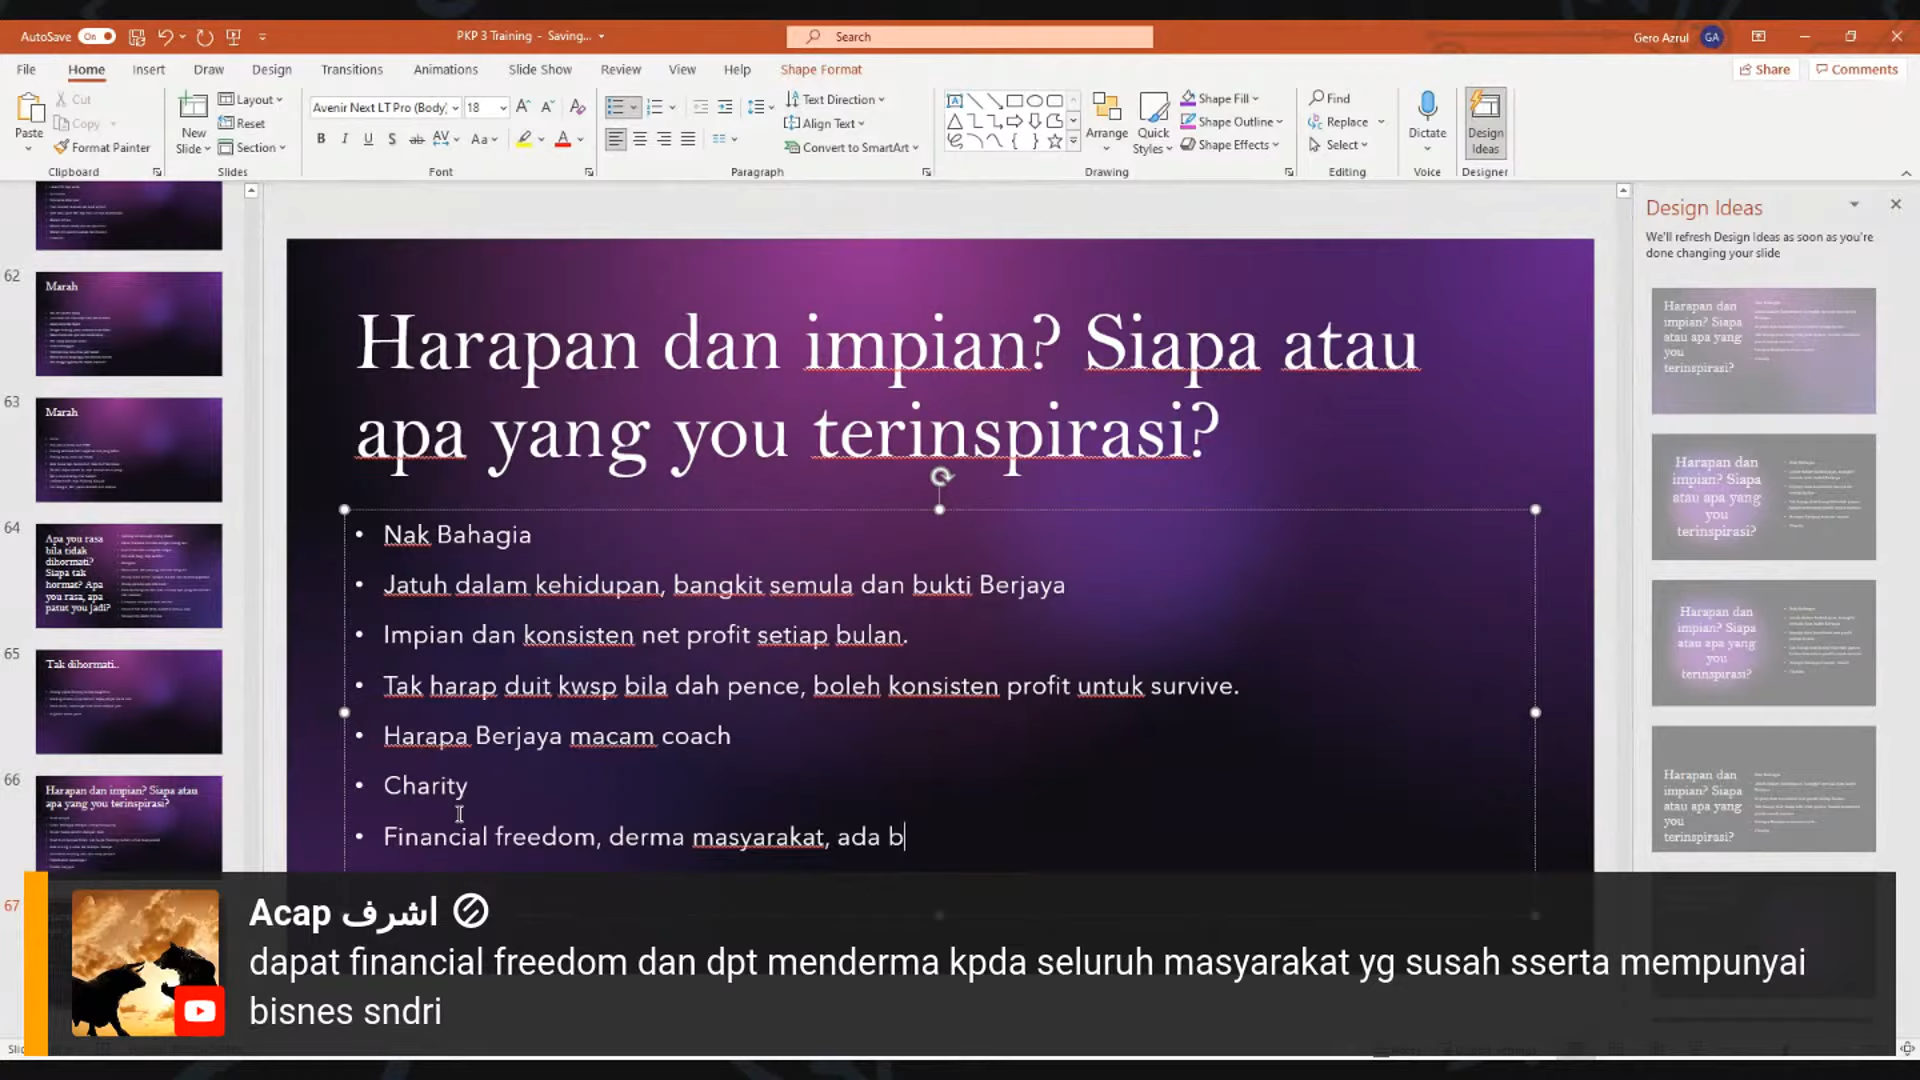 AutoSave On
PKP 3 Training - Saving...
Search
Gero Azrul GA
File Home Insert Draw Design Transitions Animations Slide Show Review View Help Shape Format
Share Comments
Paste
Cut
Copy
Format Painter
Clipboard
New Slide
Layout
Reset
Section
Slides
Avenir Next LT Pro (Body) 18
Font
Text Direction
Align Text
Convert to SmartArt
Paragraph
Arrange
Quick Styles
Shape Fill
Shape Outline
Shape Effects
Drawing
Find
Replace
Select
Editing
Dictate
Voice
Design Ideas
Designer
62
Marah
63
Marah
64
Apa you rasa
bila tidak
dihormati?
Siapa tak
hormat? Apa
you rasa, apa
patut you jadi?
65
Tak dihormati..
66
Harapan dan impian? Siapa atau
apa yang you terinspirasi?
67
Harapan dan impian? Siapa atau
apa yang you terinspirasi?
• Nak Bahagia
• Jatuh dalam kehidupan, bangkit semula dan bukti Berjaya
• Impian dan konsisten net profit setiap bulan.
• Tak harap duit kwsp bila dah pence, boleh konsisten profit untuk survive.
• Harapa Berjaya macam coach
• Charity
• Financial freedom, derma masyarakat, ada b
Design Ideas
We'll refresh Design Ideas as soon as you're
done changing your slide
Harapan dan
impian? Siapa
atau apa yang
you
terinspirasi?
Harapan dan
impian? Siapa
atau apa yang
you
terinspirasi?
Harapan dan
impian? Siapa
atau apa yang
you
terinspirasi?
Harapan dan
impian? Siapa
atau apa yang
you
terinspirasi?
Acap اشرف
dapat financial freedom dan dpt menderma kpda seluruh masyarakat yg susah sserta mempunyai
bisnes sndri